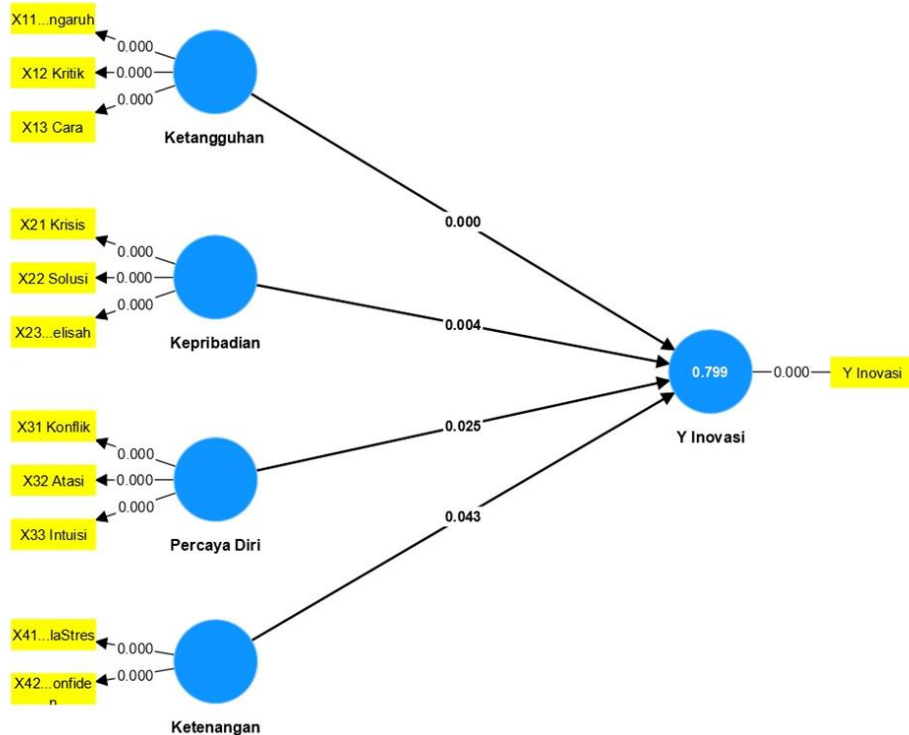 X11...ngaruh
0.000
X12 Kritik
0.000
X13 Cara
0.000
Ketangguhan
0.000
X21 Krisis
0.000
X22 Solusi
0.000
X23...elisah
0.000
Kepribadian
0.004
0.799
0.000
Y Inovasi
Y Inovasi
X31 Konflik
0.000
X32 Atasi
0.000
X33 Intuisi
0.000
Percaya Diri
0.025
0.043
X41...laStres
0.000
X42...onfide
n
0.000
Ketenangan